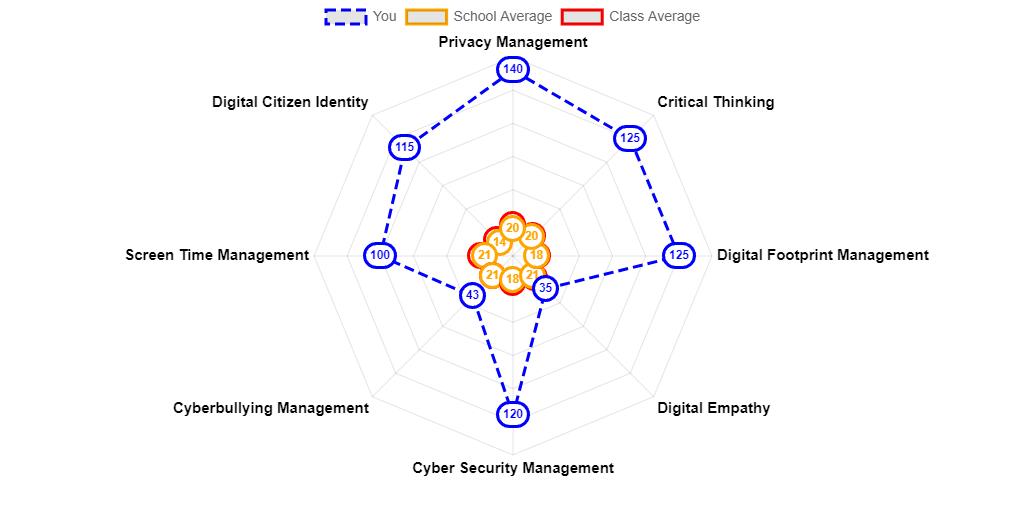 You School Average Class Average
Privacy Management
140
Digital Citizen Identity
Critical Thinking
115
125
20
20
14
Screen Time Management
100
21
18
125
Digital Footprint Management
21
18
21
43
35
Cyberbullying Management
120
Digital Empathy
Cyber Security Management